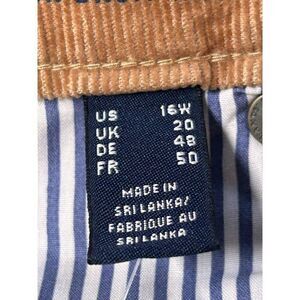 US 16W
UK 20
DE 48
FR 50
MADE IN
SRI LANKA/
FABRIQUE AU
SRI LANKA